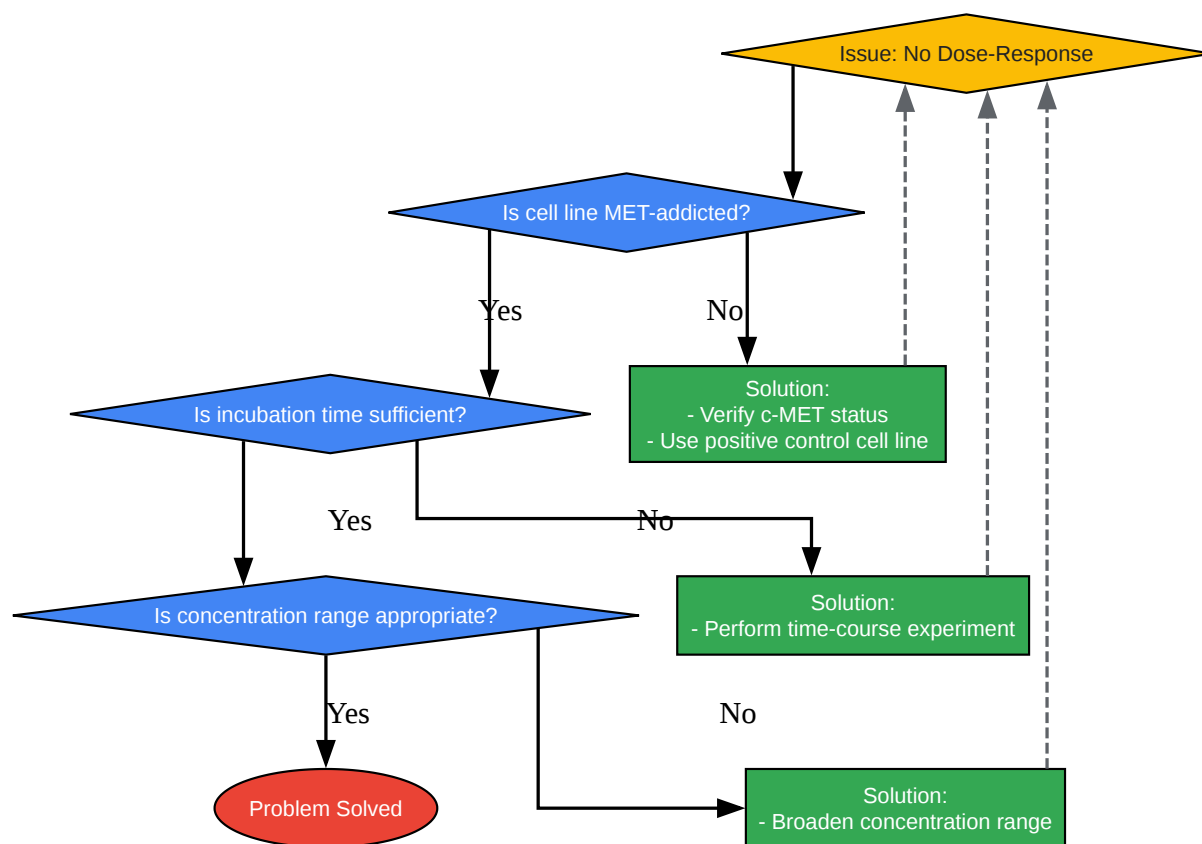 Issue: No Dose-Response
Is cell line MET-addicted?
Yes
No
Solution:
- Verify c-MET status
- Use positive control cell line
Is incubation time sufficient?
Yes
No
Solution:
- Perform time-course experiment
Is concentration range appropriate?
Yes
No
Problem Solved
Solution:
- Broaden concentration range